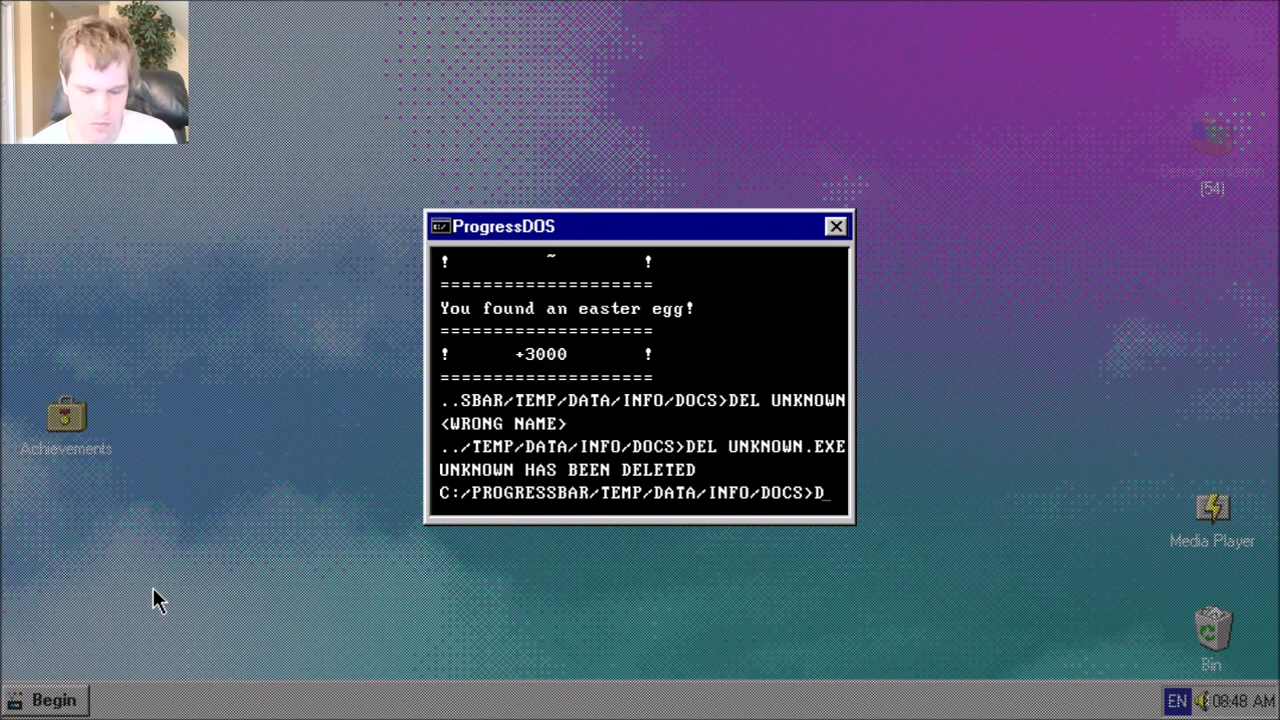 Defragmentation
(54)
ProgressDOS
! ~ !
====================
You found an easter egg!
====================
! +3000 !
====================
..SBAR/TEMP/DATA/INFO/DOCS>DEL UNKNOWN
<WRONG NAME>
../TEMP/DATA/INFO/DOCS>DEL UNKNOWN.EXE
UNKNOWN HAS BEEN DELETED
C:/PROGRESSBAR/TEMP/DATA/INFO/DOCS>D_
Achievements
Media Player
Bin
Begin
EN
08:48 AM